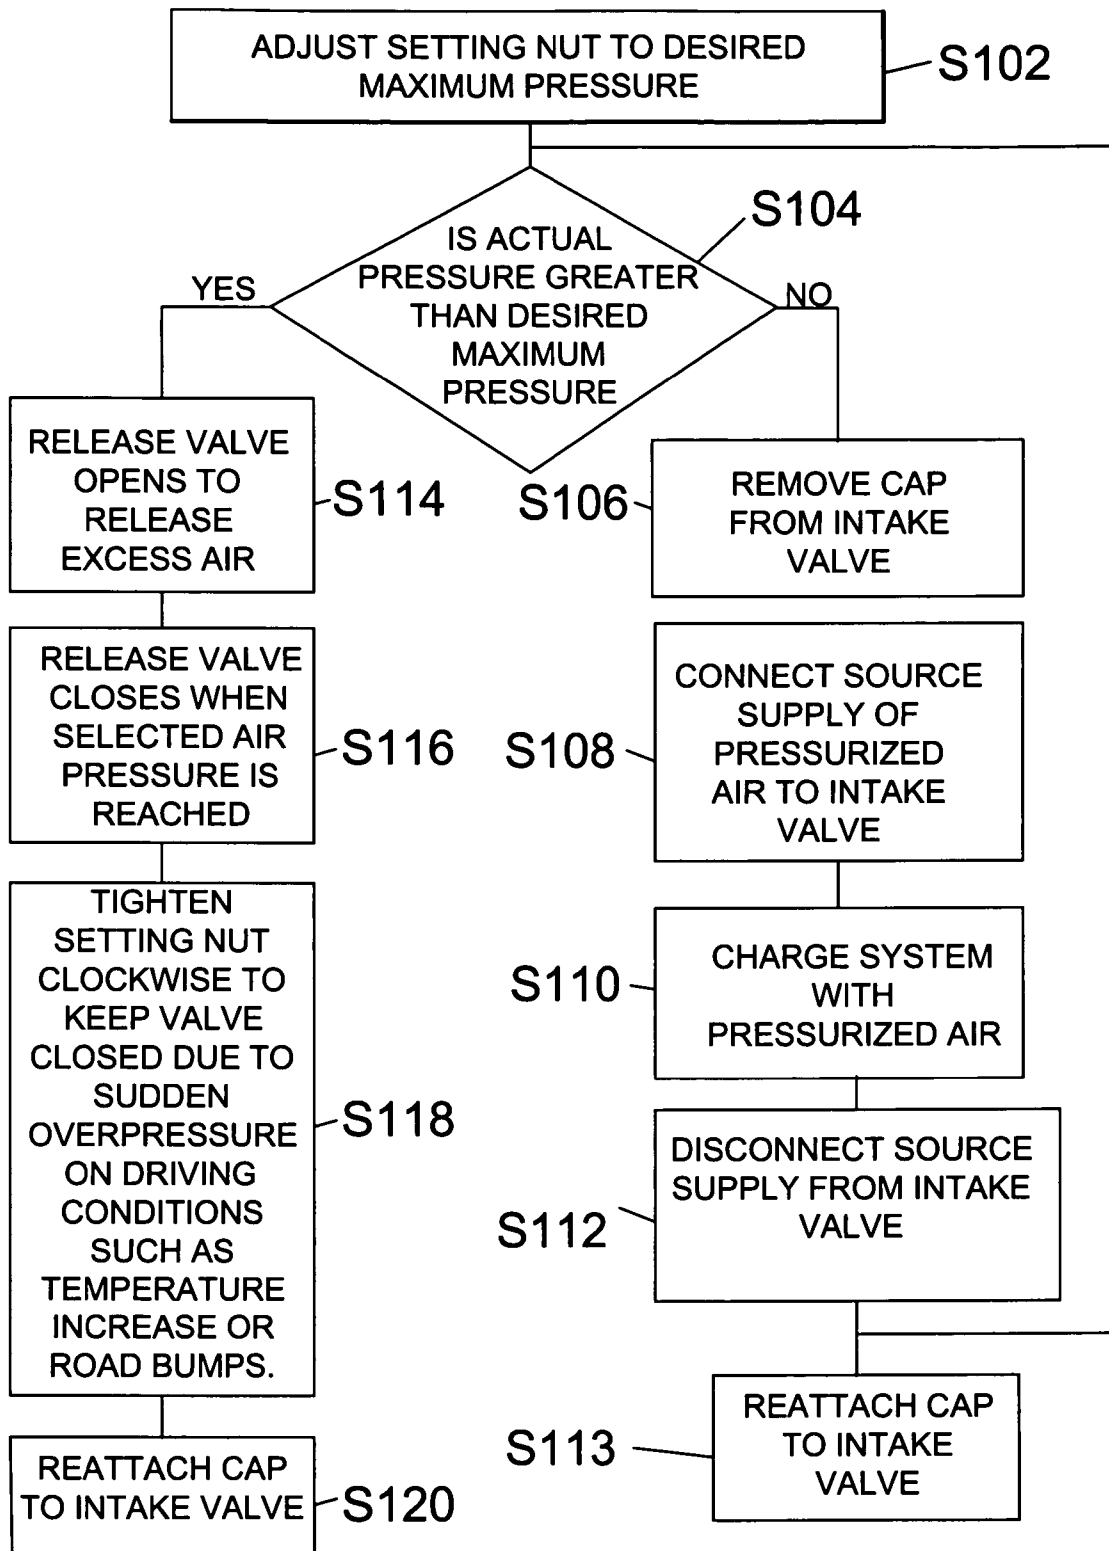 ADJUST SETTING NUT TO DESIRED
MAXIMUM PRESSURE
S102
IS ACTUAL
PRESSURE GREATER
THAN DESIRED
MAXIMUM
PRESSURE
S104
YES
NO
RELEASE VALVE
OPENS TO
RELEASE
EXCESS AIR
S114
S106
REMOVE CAP
FROM INTAKE
VALVE
RELEASE VALVE
CLOSES WHEN
SELECTED AIR
PRESSURE IS
REACHED
S116
S108
CONNECT SOURCE
SUPPLY OF
PRESSURIZED
AIR TO INTAKE
VALVE
TIGHTEN
SETTING NUT
CLOCKWISE TO
KEEP VALVE
CLOSED DUE TO
SUDDEN
OVERPRESSURE
ON DRIVING
CONDITIONS
SUCH AS
TEMPERATURE
INCREASE OR
ROAD BUMPS.
S118
S110
CHARGE SYSTEM
WITH
PRESSURIZED AIR
S112
DISCONNECT SOURCE
SUPPLY FROM INTAKE
VALVE
REATTACH CAP
TO INTAKE VALVE
S120
S113
REATTACH CAP
TO INTAKE
VALVE